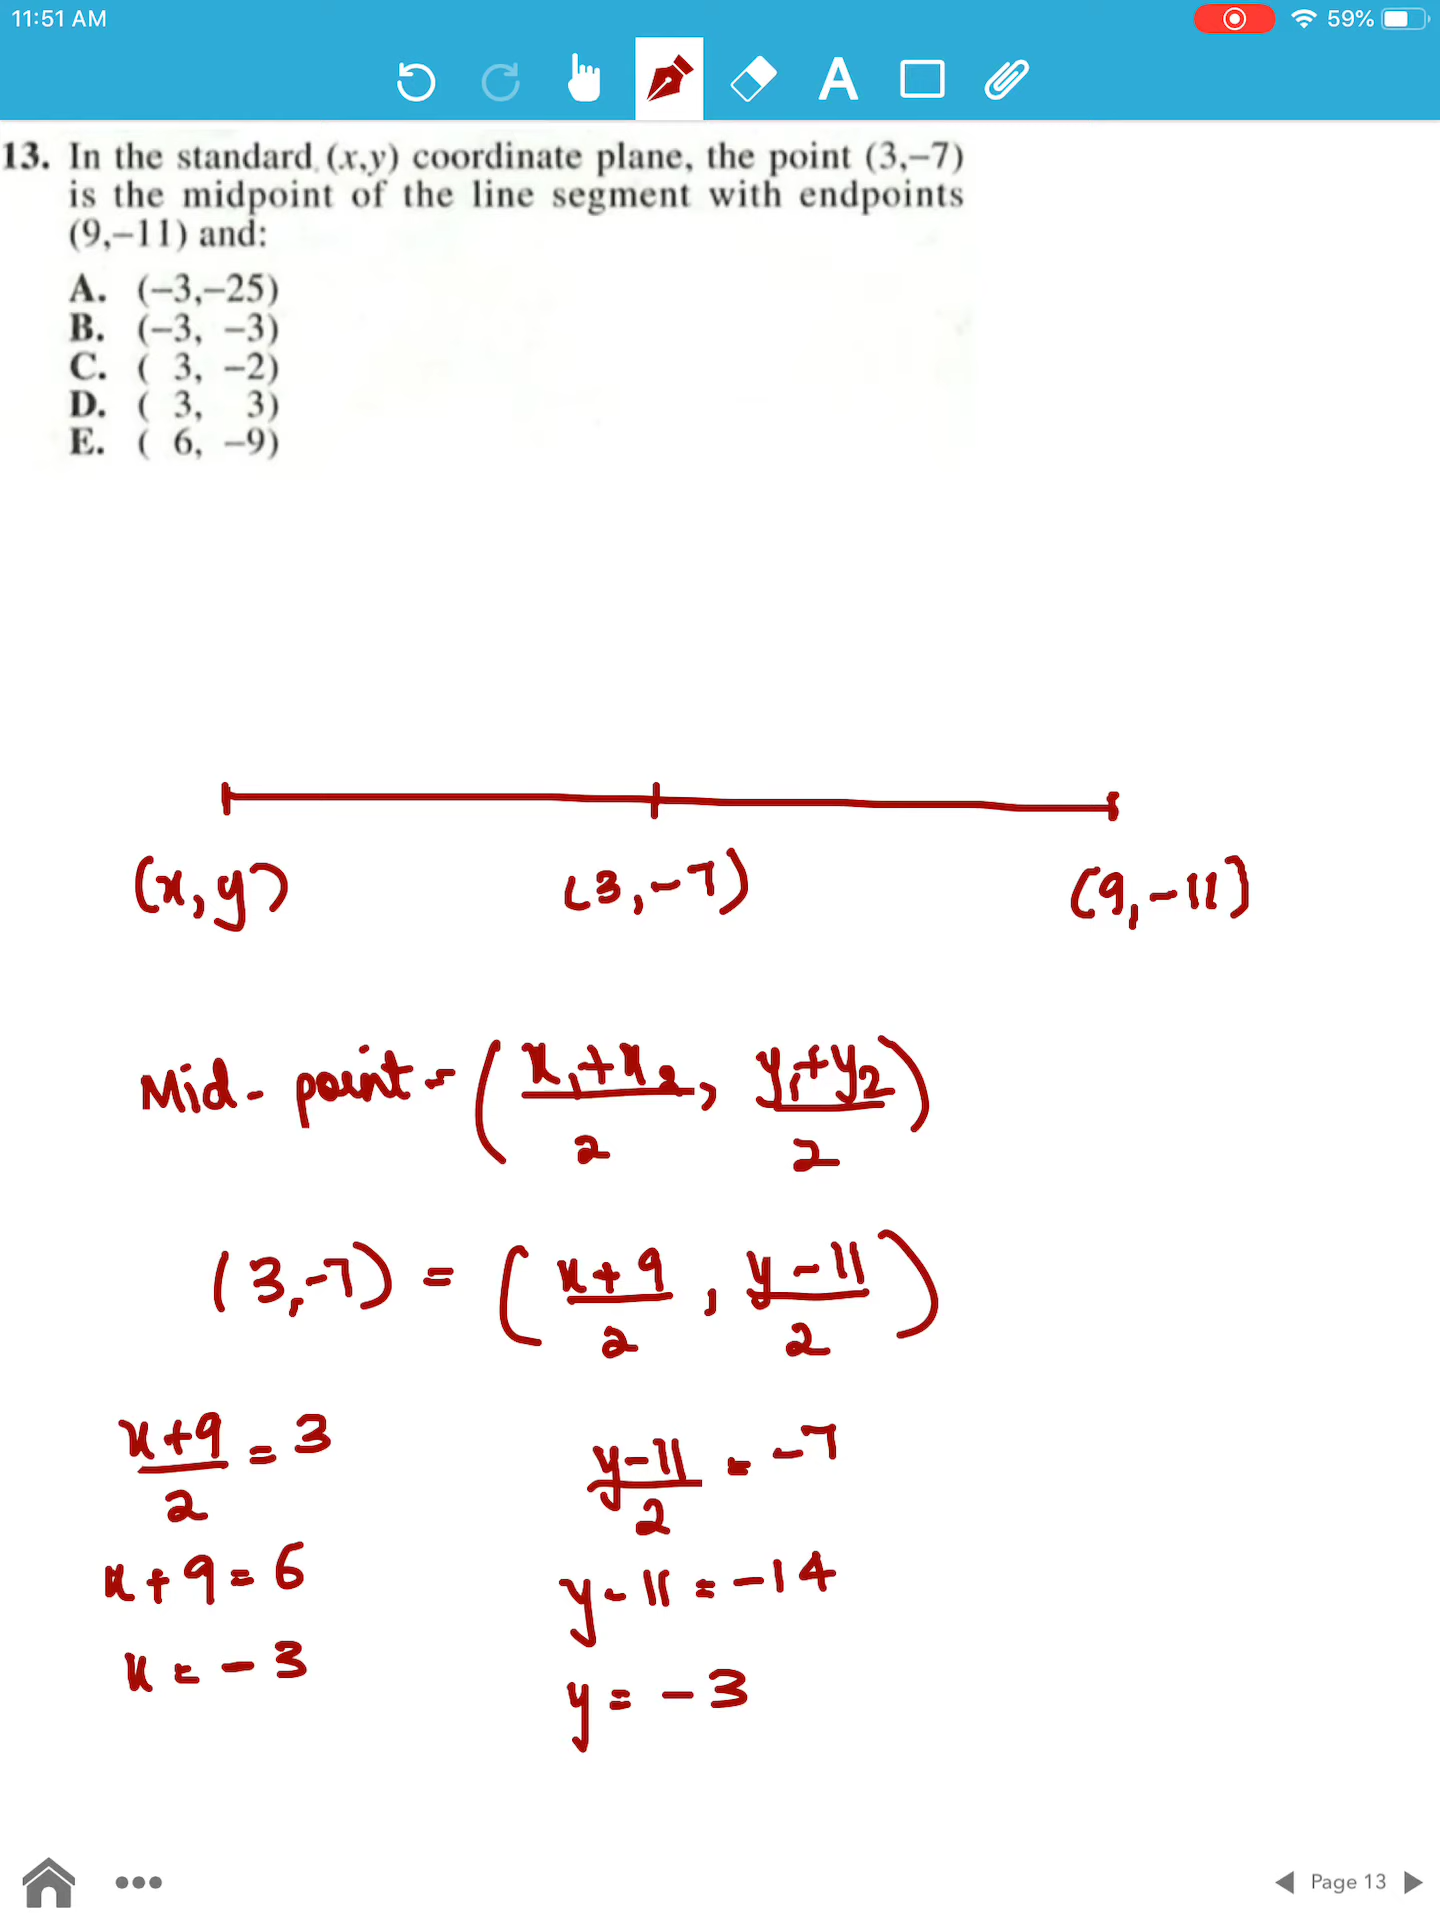 11:51 AM
59%
A
13. In the standard (x,y) coordinate plane, the point (3,–7)
is the midpoint of the line segment with endpoints
(9,–11) and:
A. (–3,–25)
B. (–3, –3)
C. ( 3, –2)
D. ( 3, 3)
E. ( 6, –9)
(x,y) (3,-7) (9,-11)
Mid-point = ( x₁+x₂/2, y₁+y₂/2 )
(3,-7) = ( x+9/2, y-11/2 )
x+9/2 = 3 y-11/2 = -7
x+9=6 y-11=-14
x=-3 y=-3
Page 13